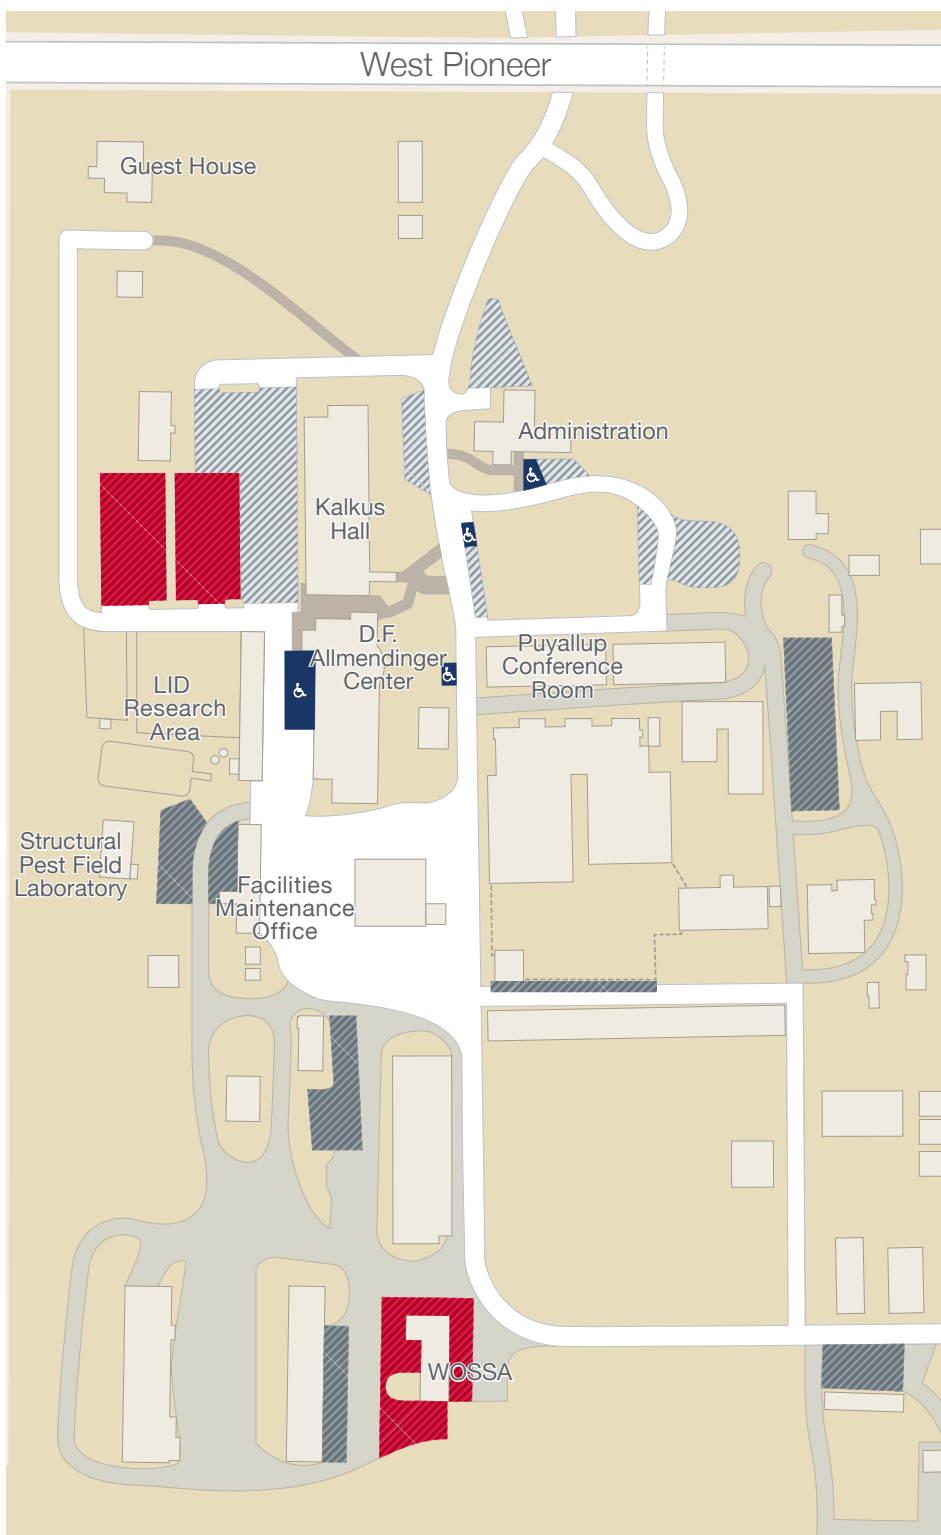 West Pioneer
Guest House
Administration
Kalkus
Hall
D.F.
Allmendinger
Center
Puyallup
Conference
Room
LID
Research
Area
Structural
Pest Field
Laboratory
Facilities
Maintenance
Office
WOSSA